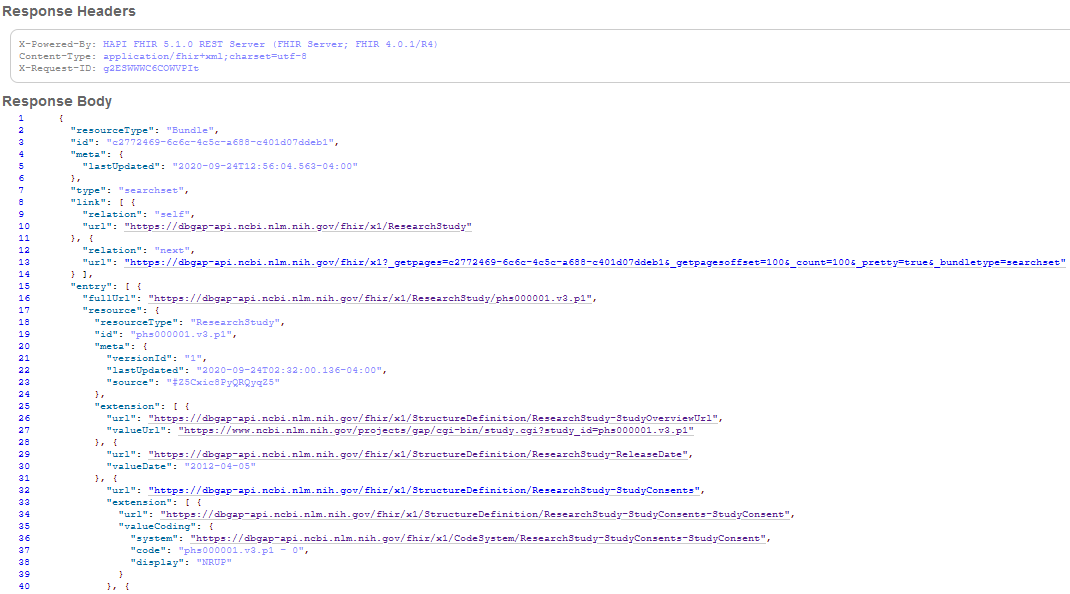 Response Headers
X-Powered-By: HAPI FHIR 5.1.0 REST Server (FHIR Server; FHIR 4.0.1/R4)
Content-Type: application/fhir+xml;charset=utf-8
X-Request-ID: g2ESWWWC6COWVPIt
Response Body
1 {
2 "resourceType": "Bundle",
3 "id": "c2772469-6c6c-4c5c-a688-c401d07ddeb1",
4 "meta": {
5 "lastUpdated": "2020-09-24T12:56:04.563-04:00"
6 },
7 "type": "searchset",
8 "link": [ {
9 "relation": "self",
10 "url": "https://dbgap-api.ncbi.nlm.nih.gov/fhir/x1/ResearchStudy"
11 }, {
12 "relation": "next",
13 "url": "https://dbgap-api.ncbi.nlm.nih.gov/fhir/x1?_getpages=c2772469-6c6c-4c5c-a688-c401d07ddeb1&_getpagesoffset=100&_count=100&_pretty=true&_bundletype=searchset"
14 } ],
15 "entry": [ {
16 "fullUrl": "https://dbgap-api.ncbi.nlm.nih.gov/fhir/x1/ResearchStudy/phs000001.v3.p1",
17 "resource": {
18 "resourceType": "ResearchStudy",
19 "id": "phs000001.v3.p1",
20 "meta": {
21 "versionId": "1",
22 "lastUpdated": "2020-09-24T02:32:00.136-04:00",
23 "source": "#Z5Cxic8PyQRQyqZ5"
24 },
25 "extension": [ {
26 "url": "https://dbgap-api.ncbi.nlm.nih.gov/fhir/x1/StructureDefinition/ResearchStudy-StudyOverviewUrl",
27 "valueUrl": "https://www.ncbi.nlm.nih.gov/projects/gap/cgi-bin/study.cgi?study_id=phs000001.v3.p1"
28 }, {
29 "url": "https://dbgap-api.ncbi.nlm.nih.gov/fhir/x1/StructureDefinition/ResearchStudy-ReleaseDate",
30 "valueDate": "2012-04-05"
31 }, {
32 "url": "https://dbgap-api.ncbi.nlm.nih.gov/fhir/x1/StructureDefinition/ResearchStudy-StudyConsents",
33 "extension": [ {
34 "url": "https://dbgap-api.ncbi.nlm.nih.gov/fhir/x1/StructureDefinition/ResearchStudy-StudyConsents-StudyConsent",
35 "valueCoding": {
36 "system": "https://dbgap-api.ncbi.nlm.nih.gov/fhir/x1/CodeSystem/ResearchStudy-StudyConsents-StudyConsent",
37 "code": "phs000001.v3.p1 - 0",
38 "display": "NRUP"
39 }
40 }, {